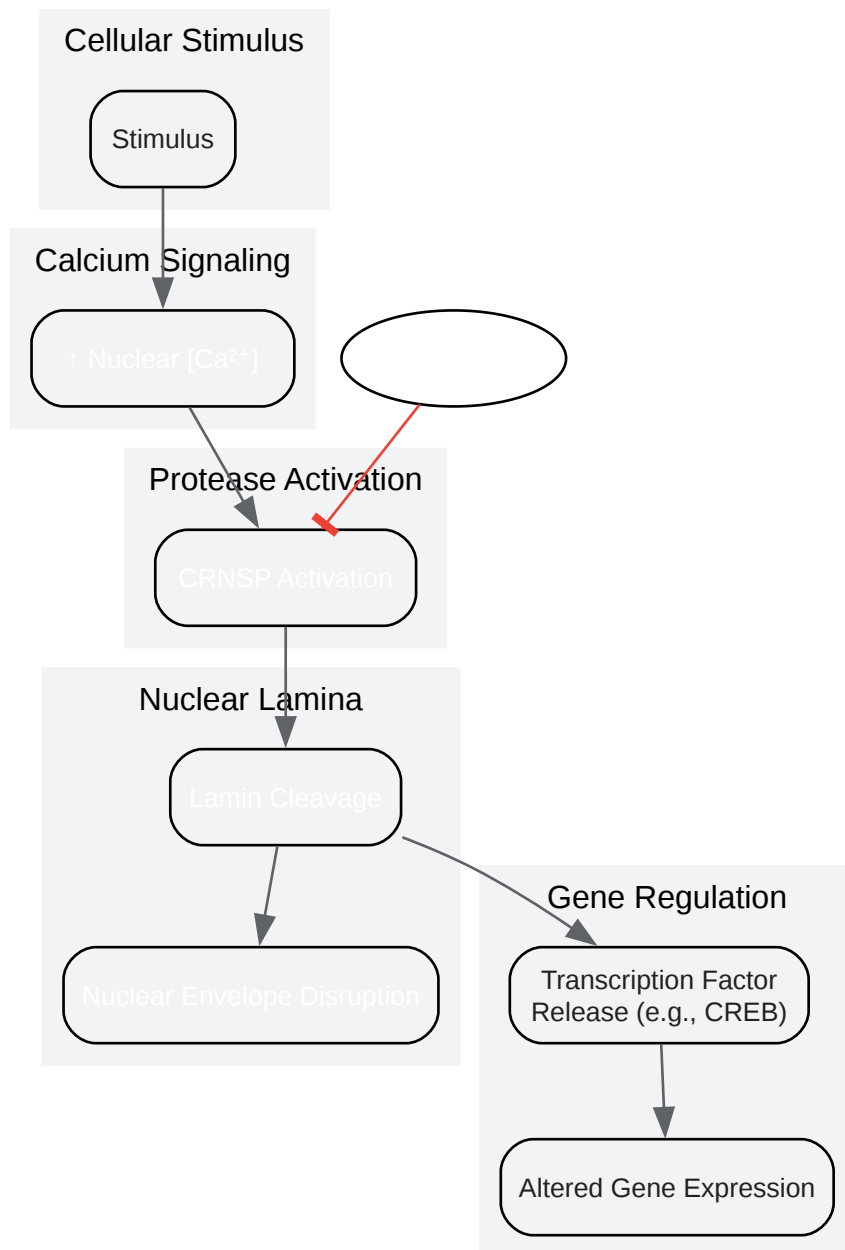 Cellular Stimulus
Stimulus
Calcium Signaling
↑ Nuclear [Ca²⁺]
Protease Activation
CRNSP Activation
Nuclear Lamina
Lamin Cleavage
Nuclear Envelope Disruption
Gene Regulation
Transcription Factor
Release (e.g., CREB)
Altered Gene Expression